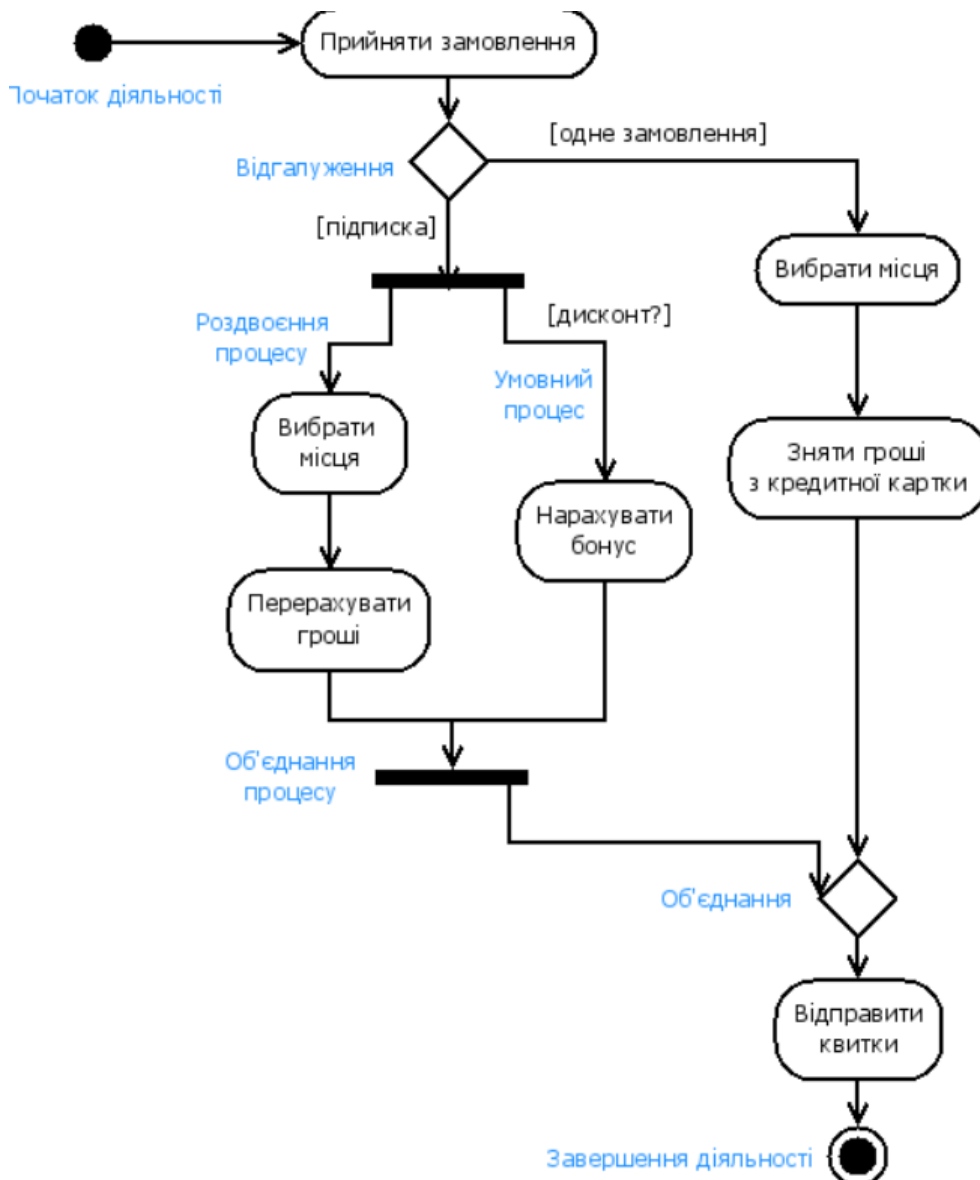 Прийняти замовлення
Початок діяльності
[одне замовлення]
Відгалуження
[підписка]
Вибрати місця
[дисконт?]
Роздвоєння
процесу
Умовний
процес
Вибрати
місця
Зняти гроші
з кредитної картки
Нарахувати
бонус
Перерахувати
гроші
Об'єднання
процесу
Об'єднання
Відправити
квитки
Завершення діяльності